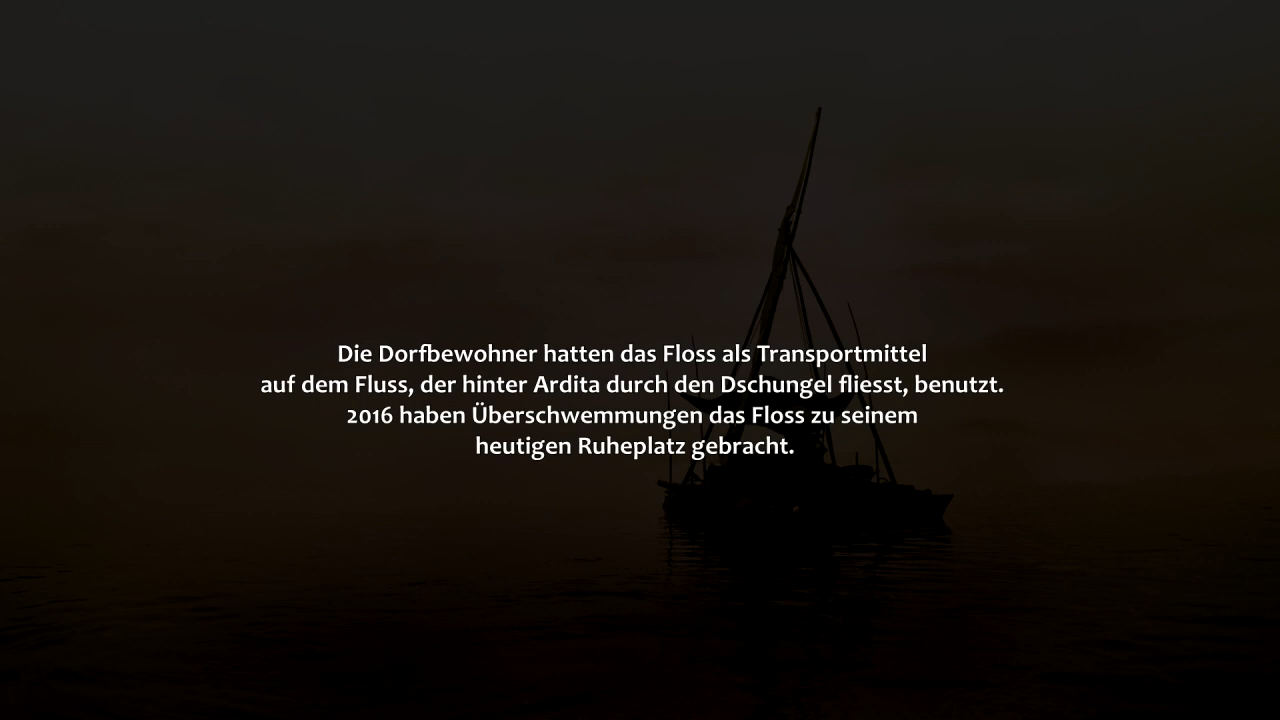 Die Dorfbewohner hatten das Floss als Transportmittel
auf dem Fluss, der hinter Ardita durch den Dschungel fliesst, benutzt.
2016 haben Überschwemmungen das Floss zu seinem
heutigen Ruheplatz gebracht.